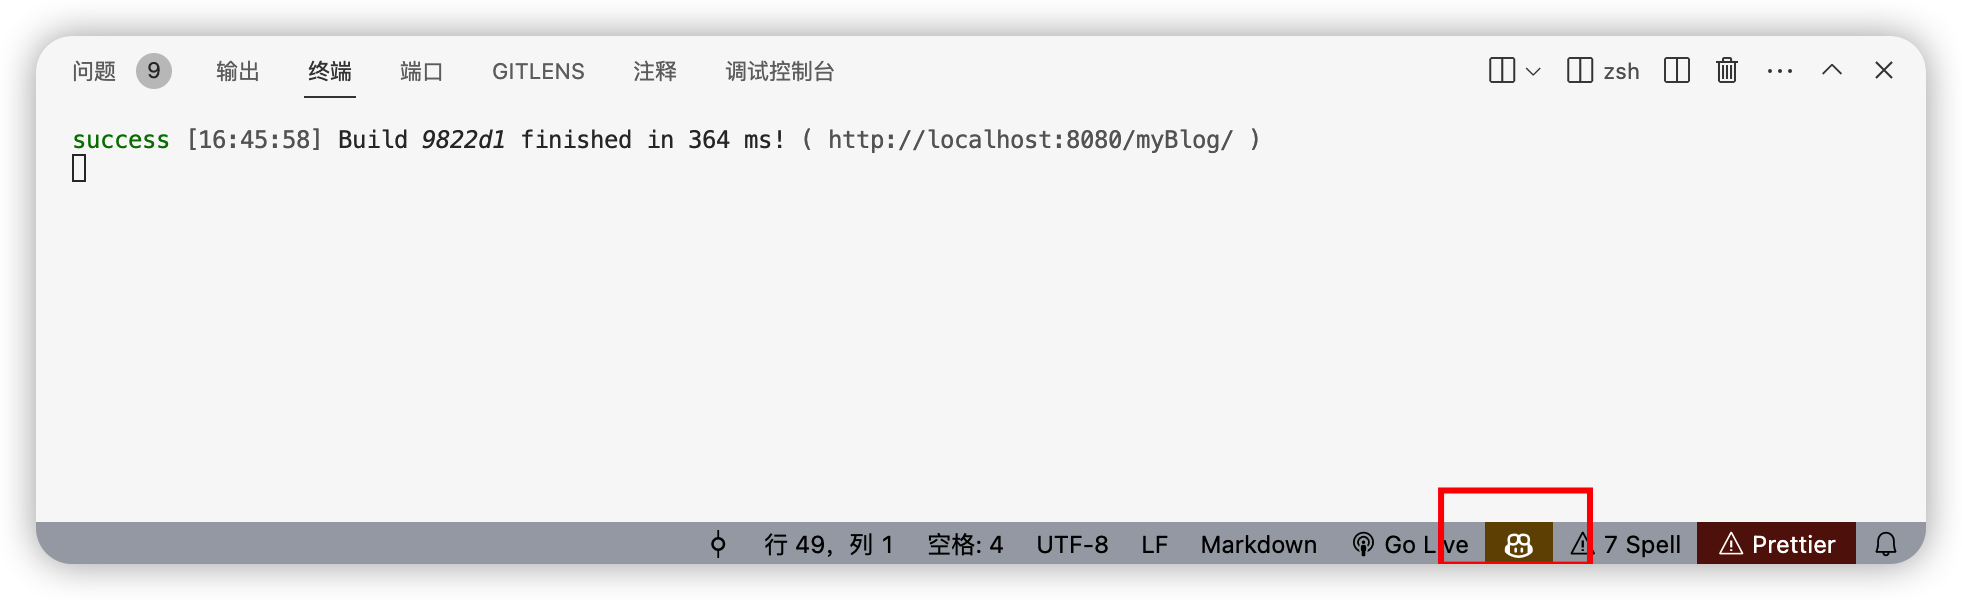 问题 9 输出 终端 端口 GITLENS 注释 调试控制台 zsh
success [16:45:58] Build 9822d1 finished in 364 ms! ( http://localhost:8080/myBlog/ )
行 49，列 1 空格: 4 UTF-8 LF Markdown Go Live 7 Spell Prettier